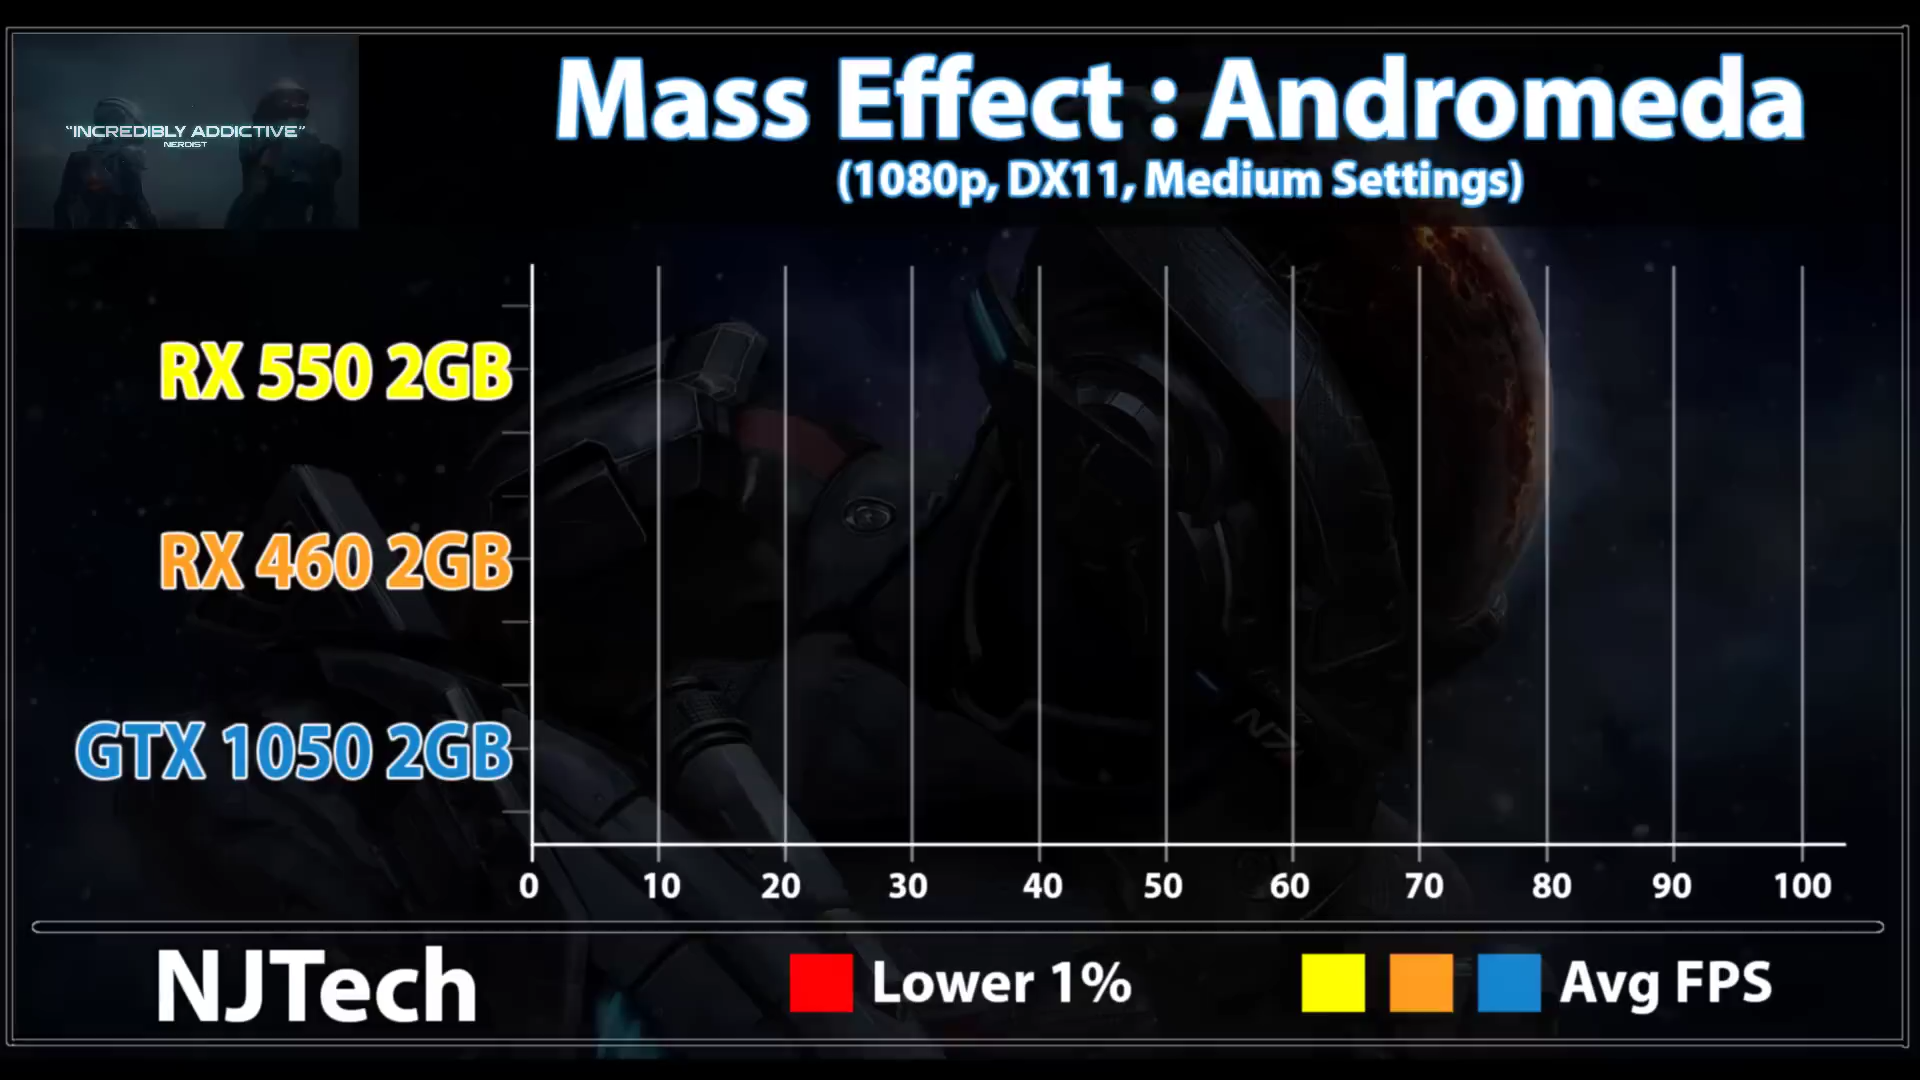 Mass Effect : Andromeda
(1080p, DX11, Medium Settings)
“INCREDIBLY ADDICTIVE”
NERDIST
RX 550 2GB
RX 460 2GB
GTX 1050 2GB
0 10 20 30 40 50 60 70 80 90 100
NJTech
Lower 1%
Avg FPS
N7